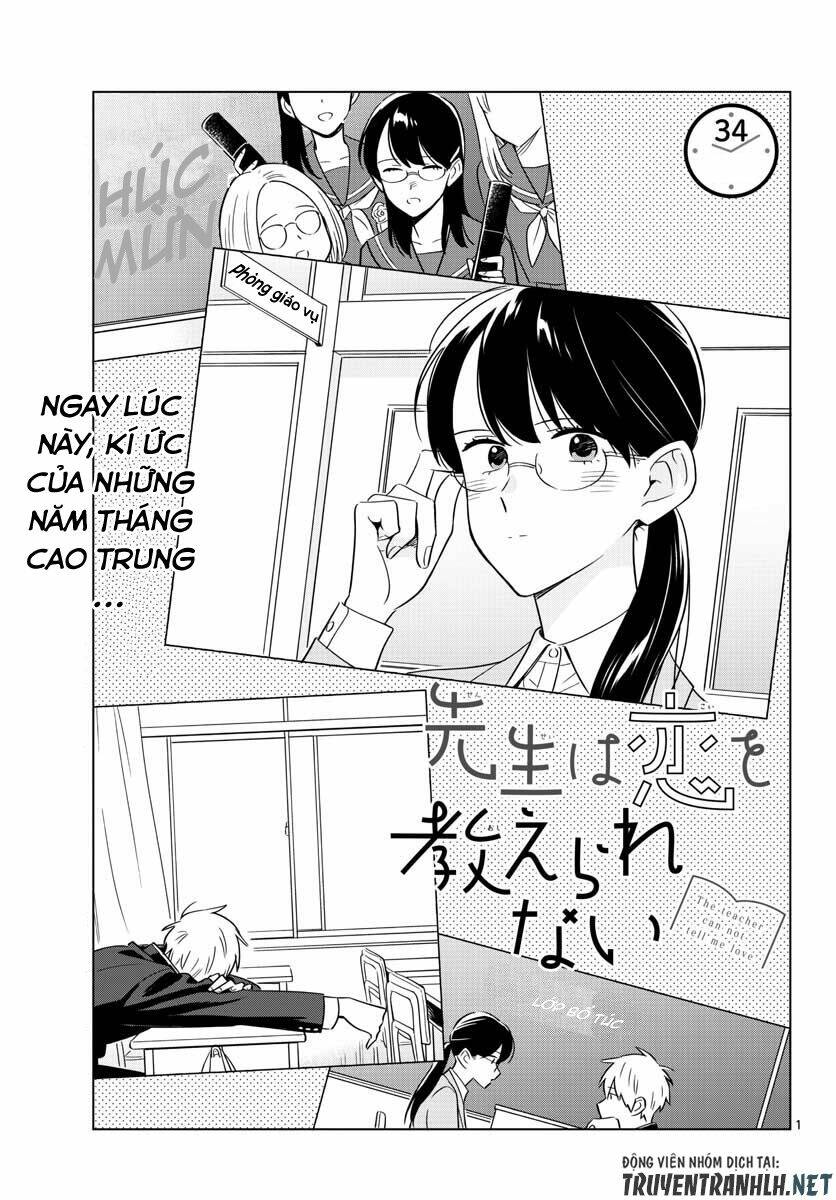 34
HÚC
MỪN
Phòng giáo vụ
NGAY LÚC
NÀY, KÍ ỨC
CỦA NHỮNG
NĂM THÁNG
CAO TRUNG
...
先生は恋を
教えられ
ない
The teacher
can not
tell me love
LỚP BỔ TÚC
1
ĐỘNG VIÊN NHÓM DỊCH TẠI:
TRUYENTRANHLH.NET